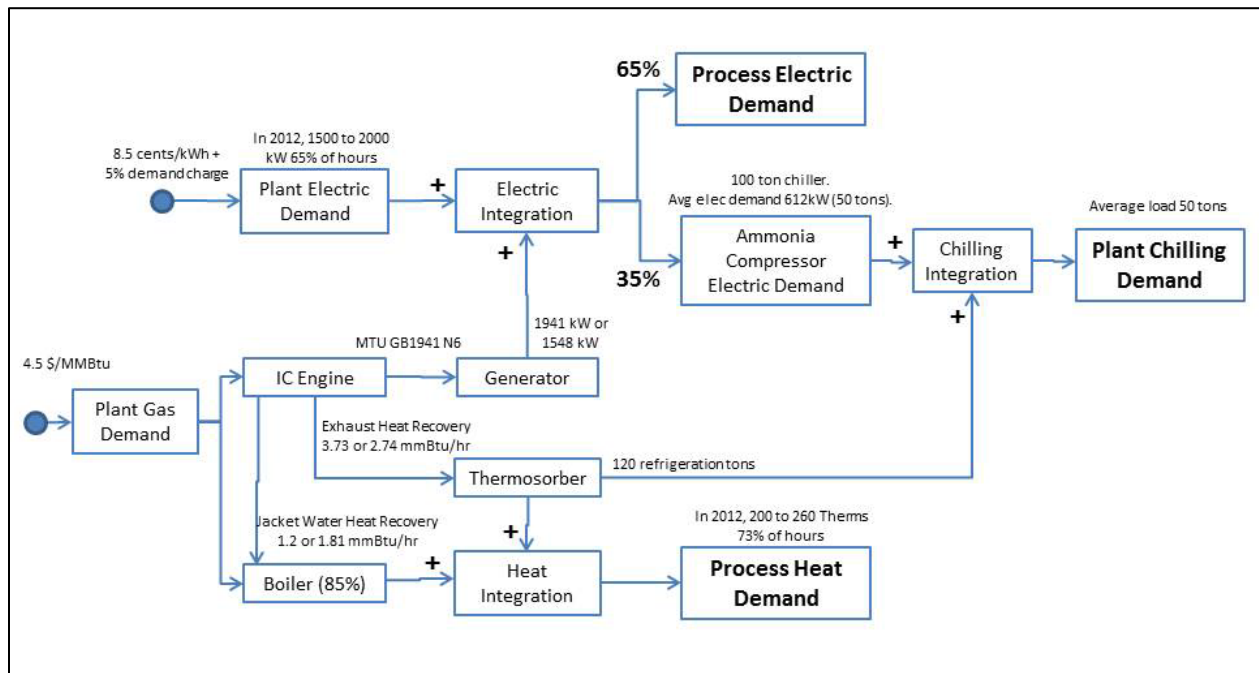 65%
Process Electric
Demand
8.5 cents/kWh +
5% demand charge
In 2012, 1500 to 2000
kW 65% of hours
Plant Electric
Demand
+
Electric
Integration
+
35%
100 ton chiller.
Avg elec demand 612kW (50 tons).
Ammonia
Compressor
Electric Demand
+
Chilling
Integration
+
Average load 50 tons
Plant Chilling
Demand
4.5 $/MMBtu
Plant Gas
Demand
IC Engine
MTU GB1941 N6
Generator
1941 kW or
1548 kW
Exhaust Heat Recovery
3.73 or 2.74 mmBtu/hr
Thermosorber
120 refrigeration tons
Jacket Water Heat Recovery
1.2 or 1.81 mmBtu/hr
Boiler (85%)
+
+
Heat
Integration
In 2012, 200 to 260 Therms
73% of hours
Process Heat
Demand